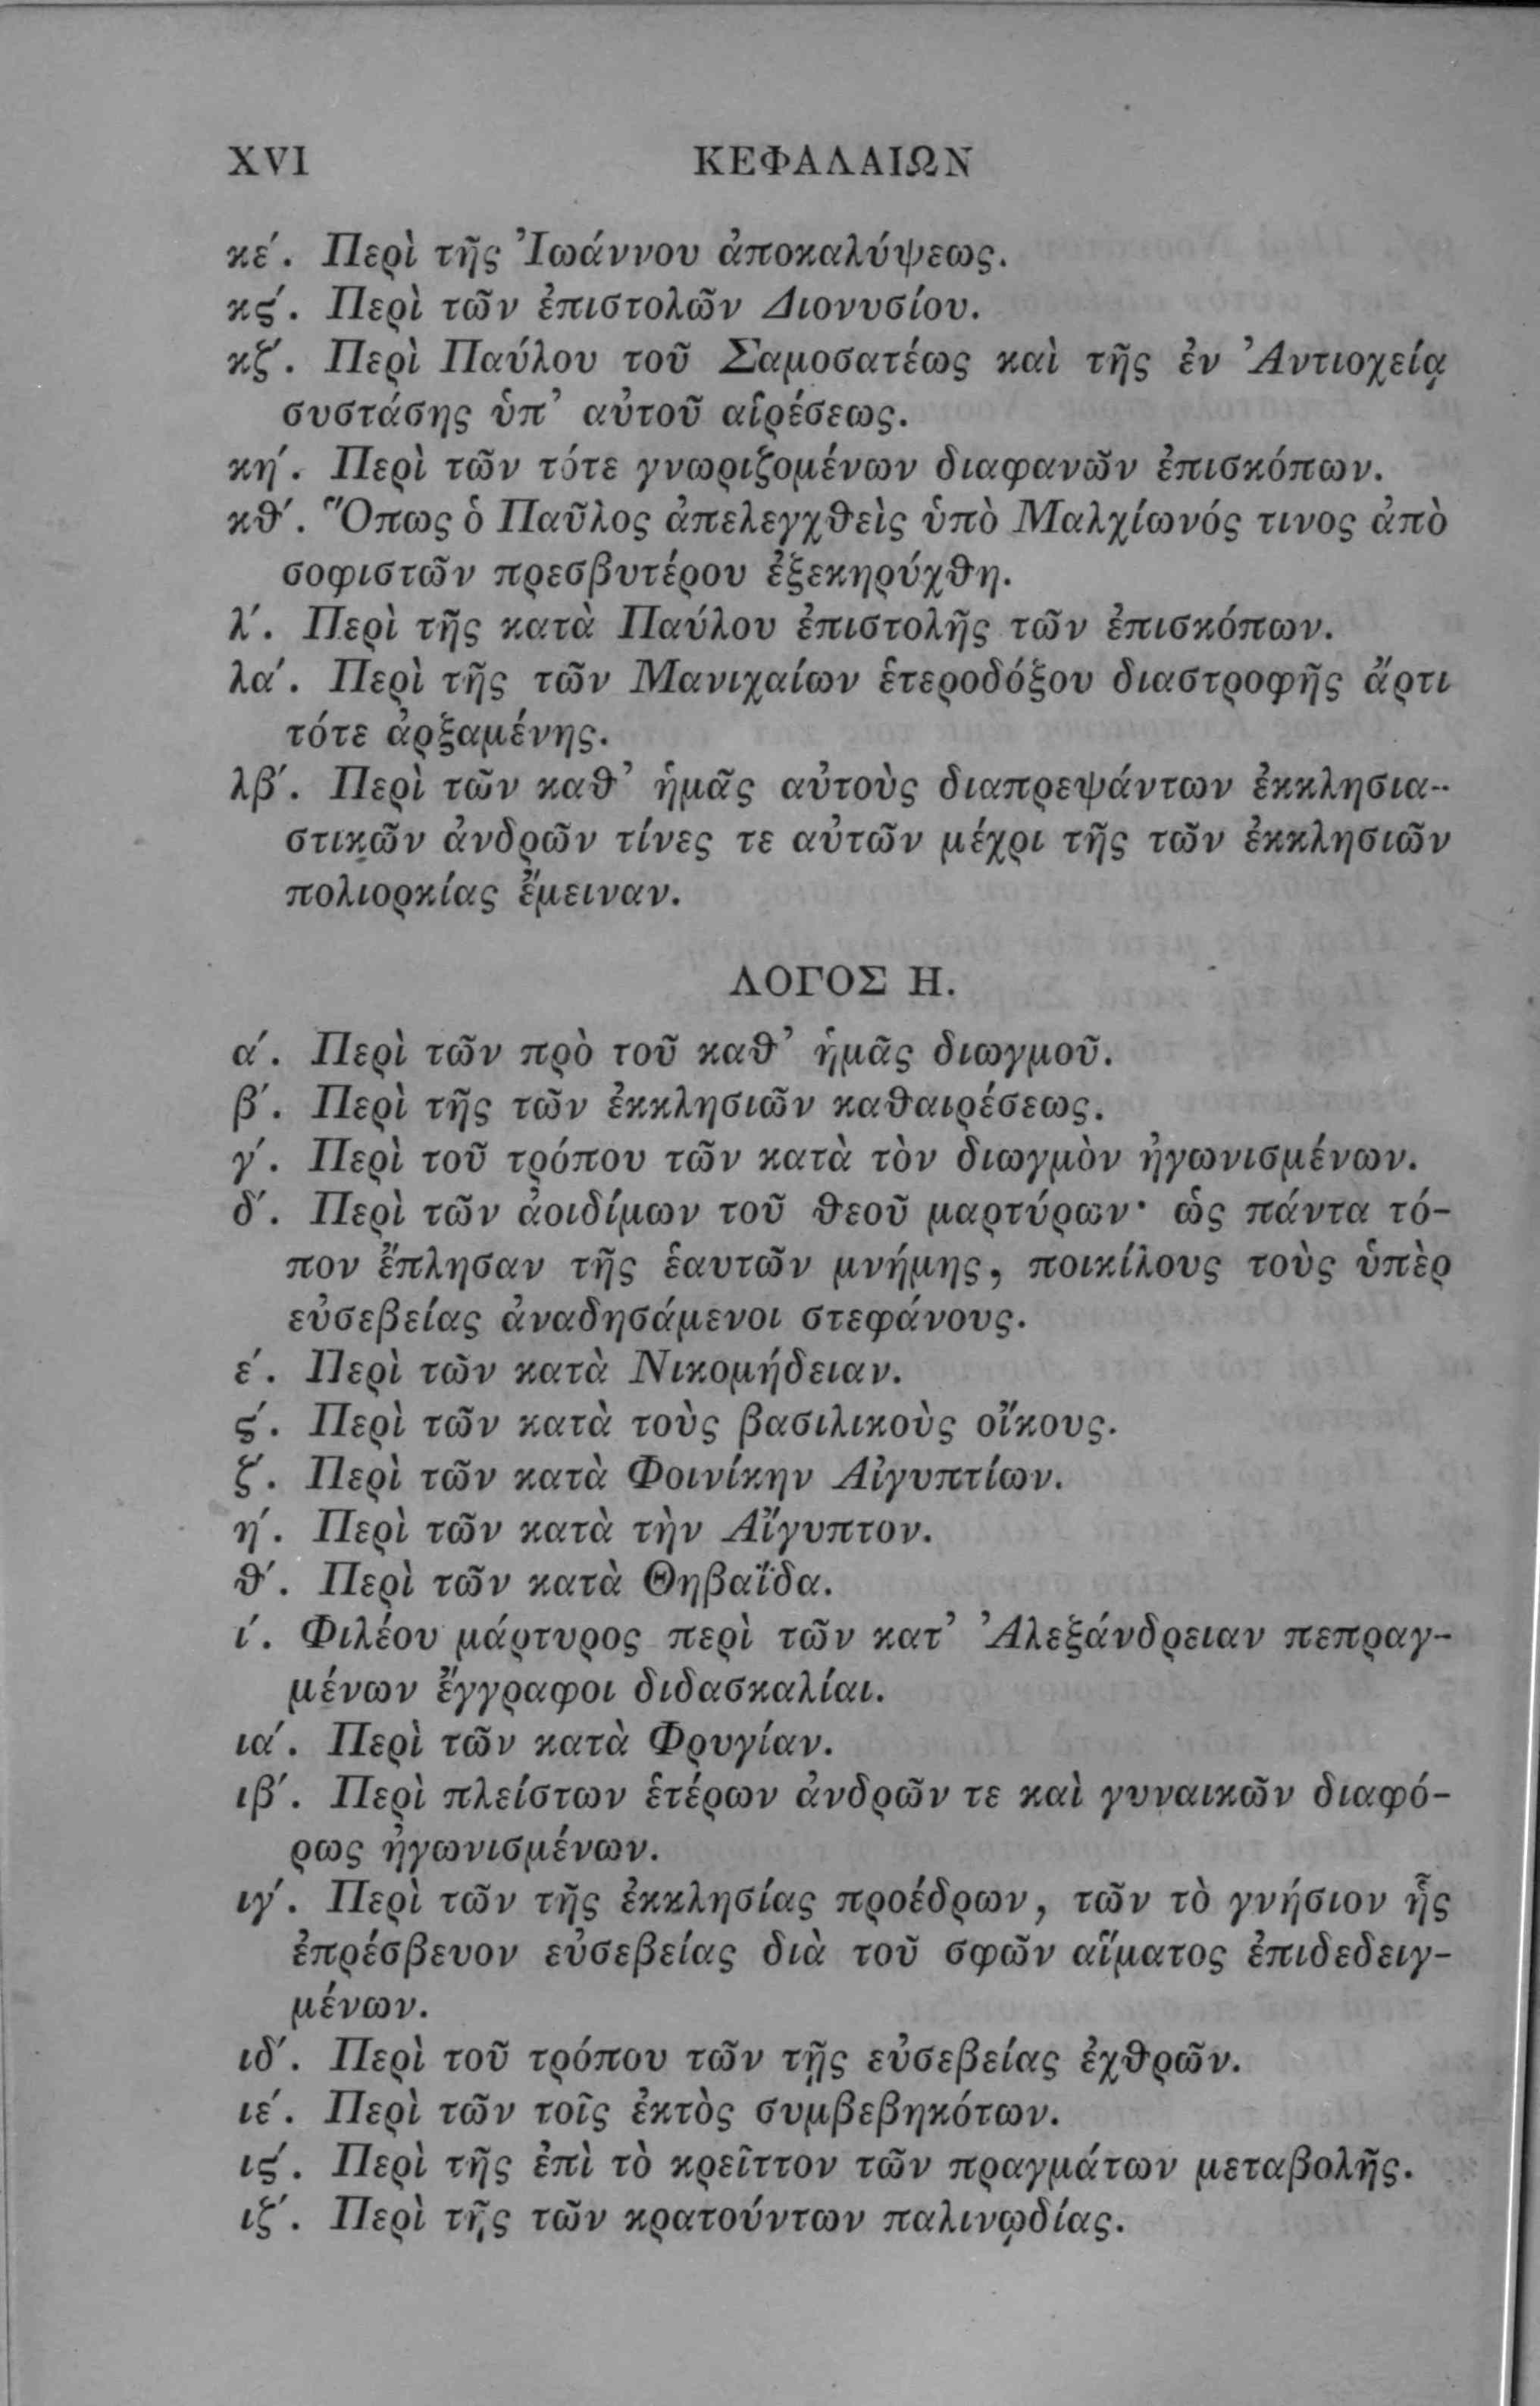 XVI ΚΕΦΑΛΑΙΩΝ
κε΄. Περὶ τῆς Ἰωάννου ἀποκαλύψεως.
κϛ΄. Περὶ τῶν ἐπιστολῶν Διονυσίου.
κζ΄. Περὶ Παύλου τοῦ Σαμοσατέως καὶ τῆς ἐν Ἀντιοχείᾳ
συστάσης ὑπ’ αὐτοῦ αἱρέσεως.
κη΄. Περὶ τῶν τότε γνωριζομένων διαφανῶν ἐπισκόπων.
κθ΄. Ὅπως ὁ Παῦλος ἀπελεγχθεὶς ὑπὸ Μαλχίωνός τινος ἀπὸ
σοφιστῶν πρεσβυτέρου ἐξεκηρύχθη.
λ΄. Περὶ τῆς κατὰ Παύλου ἐπιστολῆς τῶν ἐπισκόπων.
λα΄. Περὶ τῆς τῶν Μανιχαίων ἑτεροδόξου διαστροφῆς ἄρτι
τότε ἀρξαμένης.
λβ΄. Περὶ τῶν καθ’ ἡμᾶς αὐτοὺς διαπρεψάντων ἐκκλησια-
στικῶν ἀνδρῶν τίνες τε αὐτῶν μέχρι τῆς τῶν ἐκκλησιῶν
πολιορκίας ἔμειναν.
ΛΟΓΟΣ Η.
α΄. Περὶ τῶν πρὸ τοῦ καθ’ ἡμᾶς διωγμοῦ.
β΄. Περὶ τῆς τῶν ἐκκλησιῶν καθαιρέσεως.
γ΄. Περὶ τοῦ τρόπου τῶν κατὰ τὸν διωγμὸν ἠγωνισμένων.
δ΄. Περὶ τῶν ἀοιδίμων τοῦ θεοῦ μαρτύρων· ὡς πάντα τό-
πον ἔπλησαν τῆς ἑαυτῶν μνήμης, ποικίλους τοὺς ὑπὲρ
εὐσεβείας ἀναδησάμενοι στεφάνους.
ε΄. Περὶ τῶν κατὰ Νικομήδειαν.
ϛ΄. Περὶ τῶν κατὰ τοὺς βασιλικοὺς οἴκους.
ζ΄. Περὶ τῶν κατὰ Φοινίκην Αἰγυπτίων.
η΄. Περὶ τῶν κατὰ τὴν Αἴγυπτον.
θ΄. Περὶ τῶν κατὰ Θηβαΐδα.
ι΄. Φιλέου μάρτυρος περὶ τῶν κατ’ Ἀλεξάνδρειαν πεπραγ-
μένων ἔγγραφοι διδασκαλίαι.
ια΄. Περὶ τῶν κατὰ Φρυγίαν.
ιβ΄. Περὶ πλείστων ἑτέρων ἀνδρῶν τε καὶ γυναικῶν διαφό-
ρως ἠγωνισμένων.
ιγ΄. Περὶ τῶν τῆς ἐκκλησίας προέδρων, τῶν τὸ γνήσιον ἧς
ἐπρέσβευον εὐσεβείας διὰ τοῦ σφῶν αἵματος ἐπιδεδειγ-
μένων.
ιδ΄. Περὶ τοῦ τρόπου τῶν τῆς εὐσεβείας ἐχθρῶν.
ιε΄. Περὶ τῶν τοῖς ἐκτὸς συμβεβηκότων.
ιϛ΄. Περὶ τῆς ἐπὶ τὸ κρεῖττον τῶν πραγμάτων μεταβολῆς.
ιζ΄. Περὶ τῆς τῶν κρατούντων παλινῳδίας.